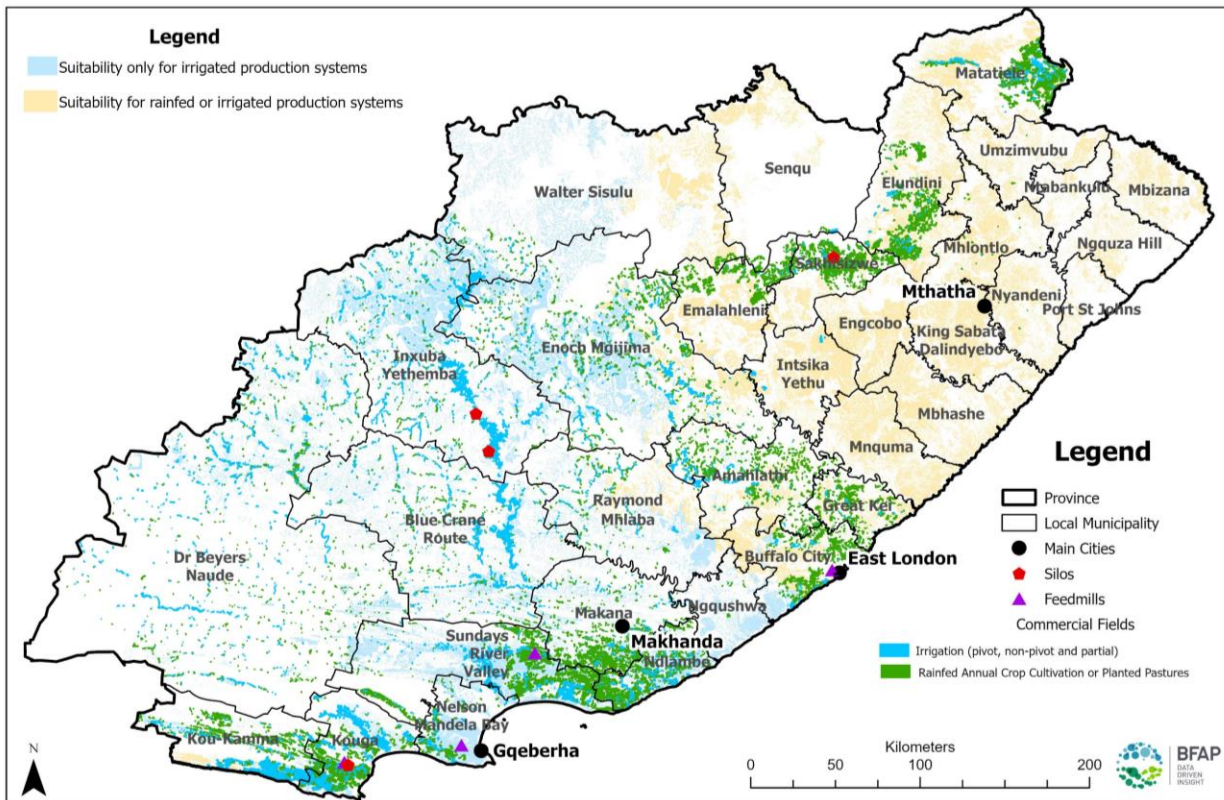 Legend
Suitability only for irrigated production systems
Suitability for rainfed or irrigated production systems
Matatiele
Umzimvubu
Senqu
Elundini
Ntabankulu
Mbizana
Walter Sisulu
Mhlontlo
Ngquza Hill
Sakhisizwe
Mthatha
Nyandeni
Port St Johns
Emalahleni
Engcobo
King Sabata
Dalindyebo
Enoch Mgijima
Inxuba
Yethemba
Intsika
Yethu
Mbhashe
Mnquma
Amahlathi
Raymond
Mhlaba
Great Kei
Blue Crane
Route
Dr Beyers
Naude
Buffalo City
East London
Makana
Ngqushwa
Makhanda
Sundays
River
Valley
Ndlambe
Nelson
Mandela Bay
Kou-Kamma
Kouga
Gqeberha
Legend
Province
Local Municipality
Main Cities
Silos
Feedmills
Commercial Fields
Irrigation (pivot, non-pivot and partial)
Rainfed Annual Crop Cultivation or Planted Pastures
N
Kilometers
0 50 100 200
BFAP
DATA
DRIVEN
INSIGHT